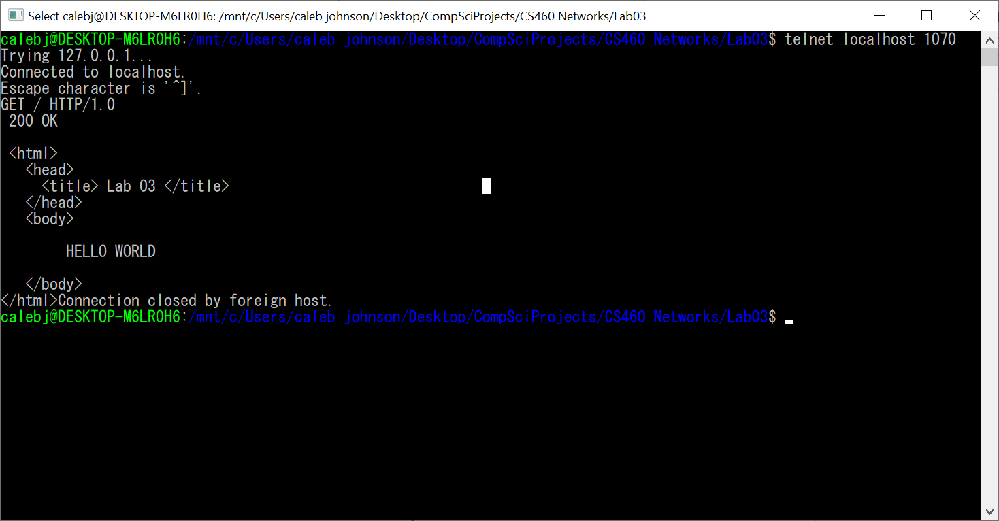 Select calebj@DESKTOP-M6LR0H6: /mnt/c/Users/caleb johnson/Desktop/CompSciProjects/CS460 Networks/Lab03
calebj@DESKTOP-M6LR0H6:/mnt/c/Users/caleb johnson/Desktop/CompSciProjects/CS460 Networks/Lab03$ telnet localhost 1070
Trying 127.0.0.1...
Connected to localhost.
Escape character is '^]'.
GET / HTTP/1.0
 200 OK

 <html>
   <head>
     <title> Lab 03 </title>
   </head>
   <body>

        HELLO WORLD

   </body>
</html>Connection closed by foreign host.
calebj@DESKTOP-M6LR0H6:/mnt/c/Users/caleb johnson/Desktop/CompSciProjects/CS460 Networks/Lab03$